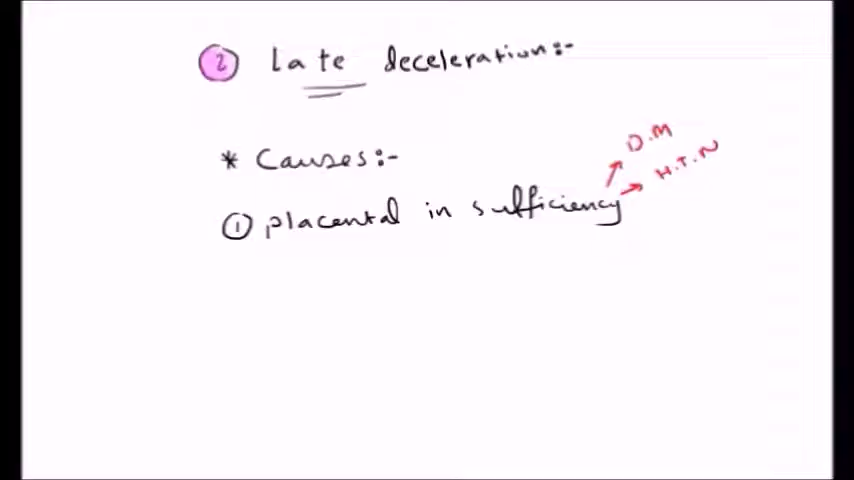 2 Late deceleration:-
* Causes:-
D.M
H.T.N
1 placental in sufficiency